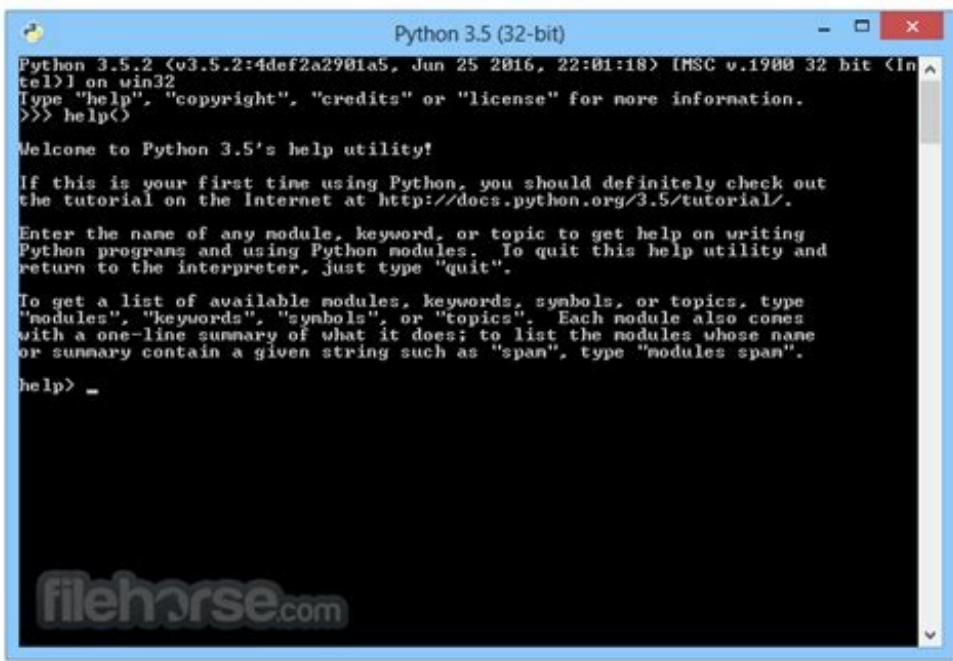 Python 3.5 (32-bit)
Python 3.5.2 (v3.5.2:4def2a2901a5, Jun 25 2016, 22:01:18) [MSC v.1900 32 bit (In
tel)] on win32
Type "help", "copyright", "credits" or "license" for more information.
>>> help()
Welcome to Python 3.5's help utility!
If this is your first time using Python, you should definitely check out
the tutorial on the Internet at http://docs.python.org/3.5/tutorial/.
Enter the name of any module, keyword, or topic to get help on writing
Python programs and using Python modules.  To quit this help utility and
return to the interpreter, just type "quit".
To get a list of available modules, keywords, symbols, or topics, type
"modules", "keywords", "symbols", or "topics".  Each module also comes
with a one-line summary of what it does; to list the modules whose name
or summary contain a given string such as "spam", type "modules spam".
help> _
filehorse.com